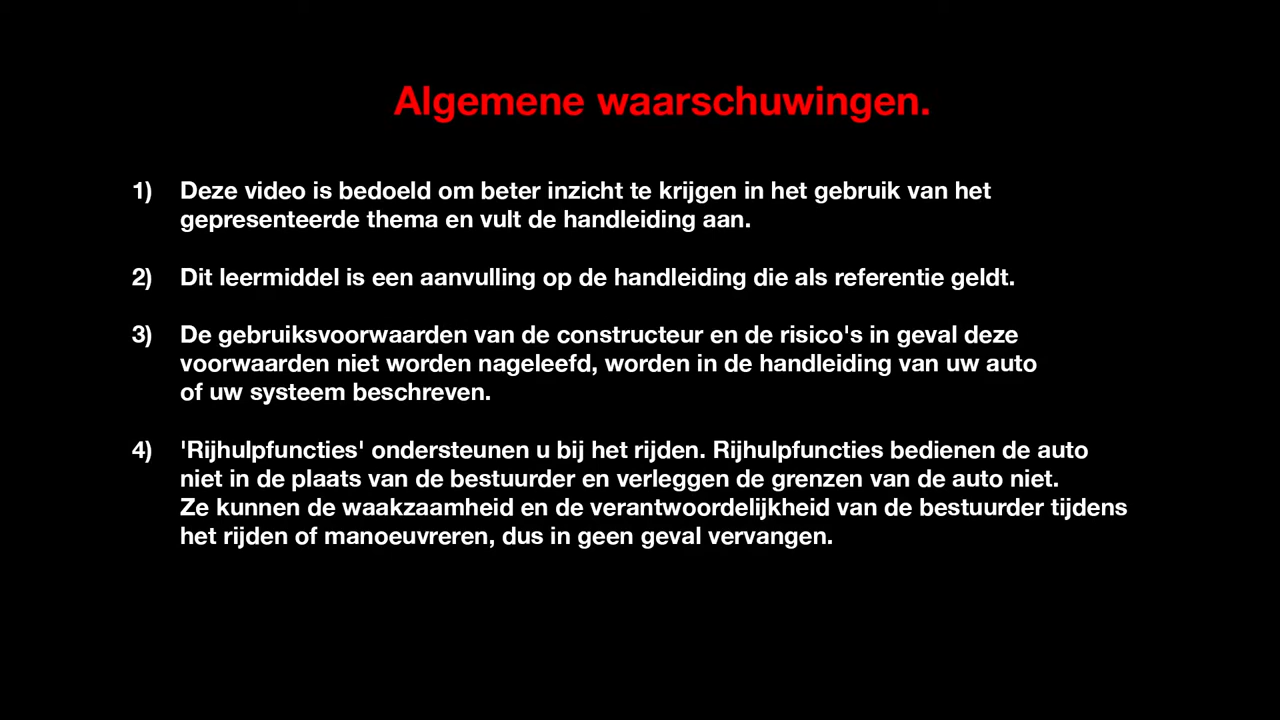 Algemene waarschuwingen.
1) Deze video is bedoeld om beter inzicht te krijgen in het gebruik van het
gepresenteerde thema en vult de handleiding aan.
2) Dit leermiddel is een aanvulling op de handleiding die als referentie geldt.
3) De gebruiksvoorwaarden van de constructeur en de risico's in geval deze
voorwaarden niet worden nageleefd, worden in de handleiding van uw auto
of uw systeem beschreven.
4) 'Rijhulpfuncties' ondersteunen u bij het rijden. Rijhulpfuncties bedienen de auto
niet in de plaats van de bestuurder en verleggen de grenzen van de auto niet.
Ze kunnen de waakzaamheid en de verantwoordelijkheid van de bestuurder tijdens
het rijden of manoeuvreren, dus in geen geval vervangen.